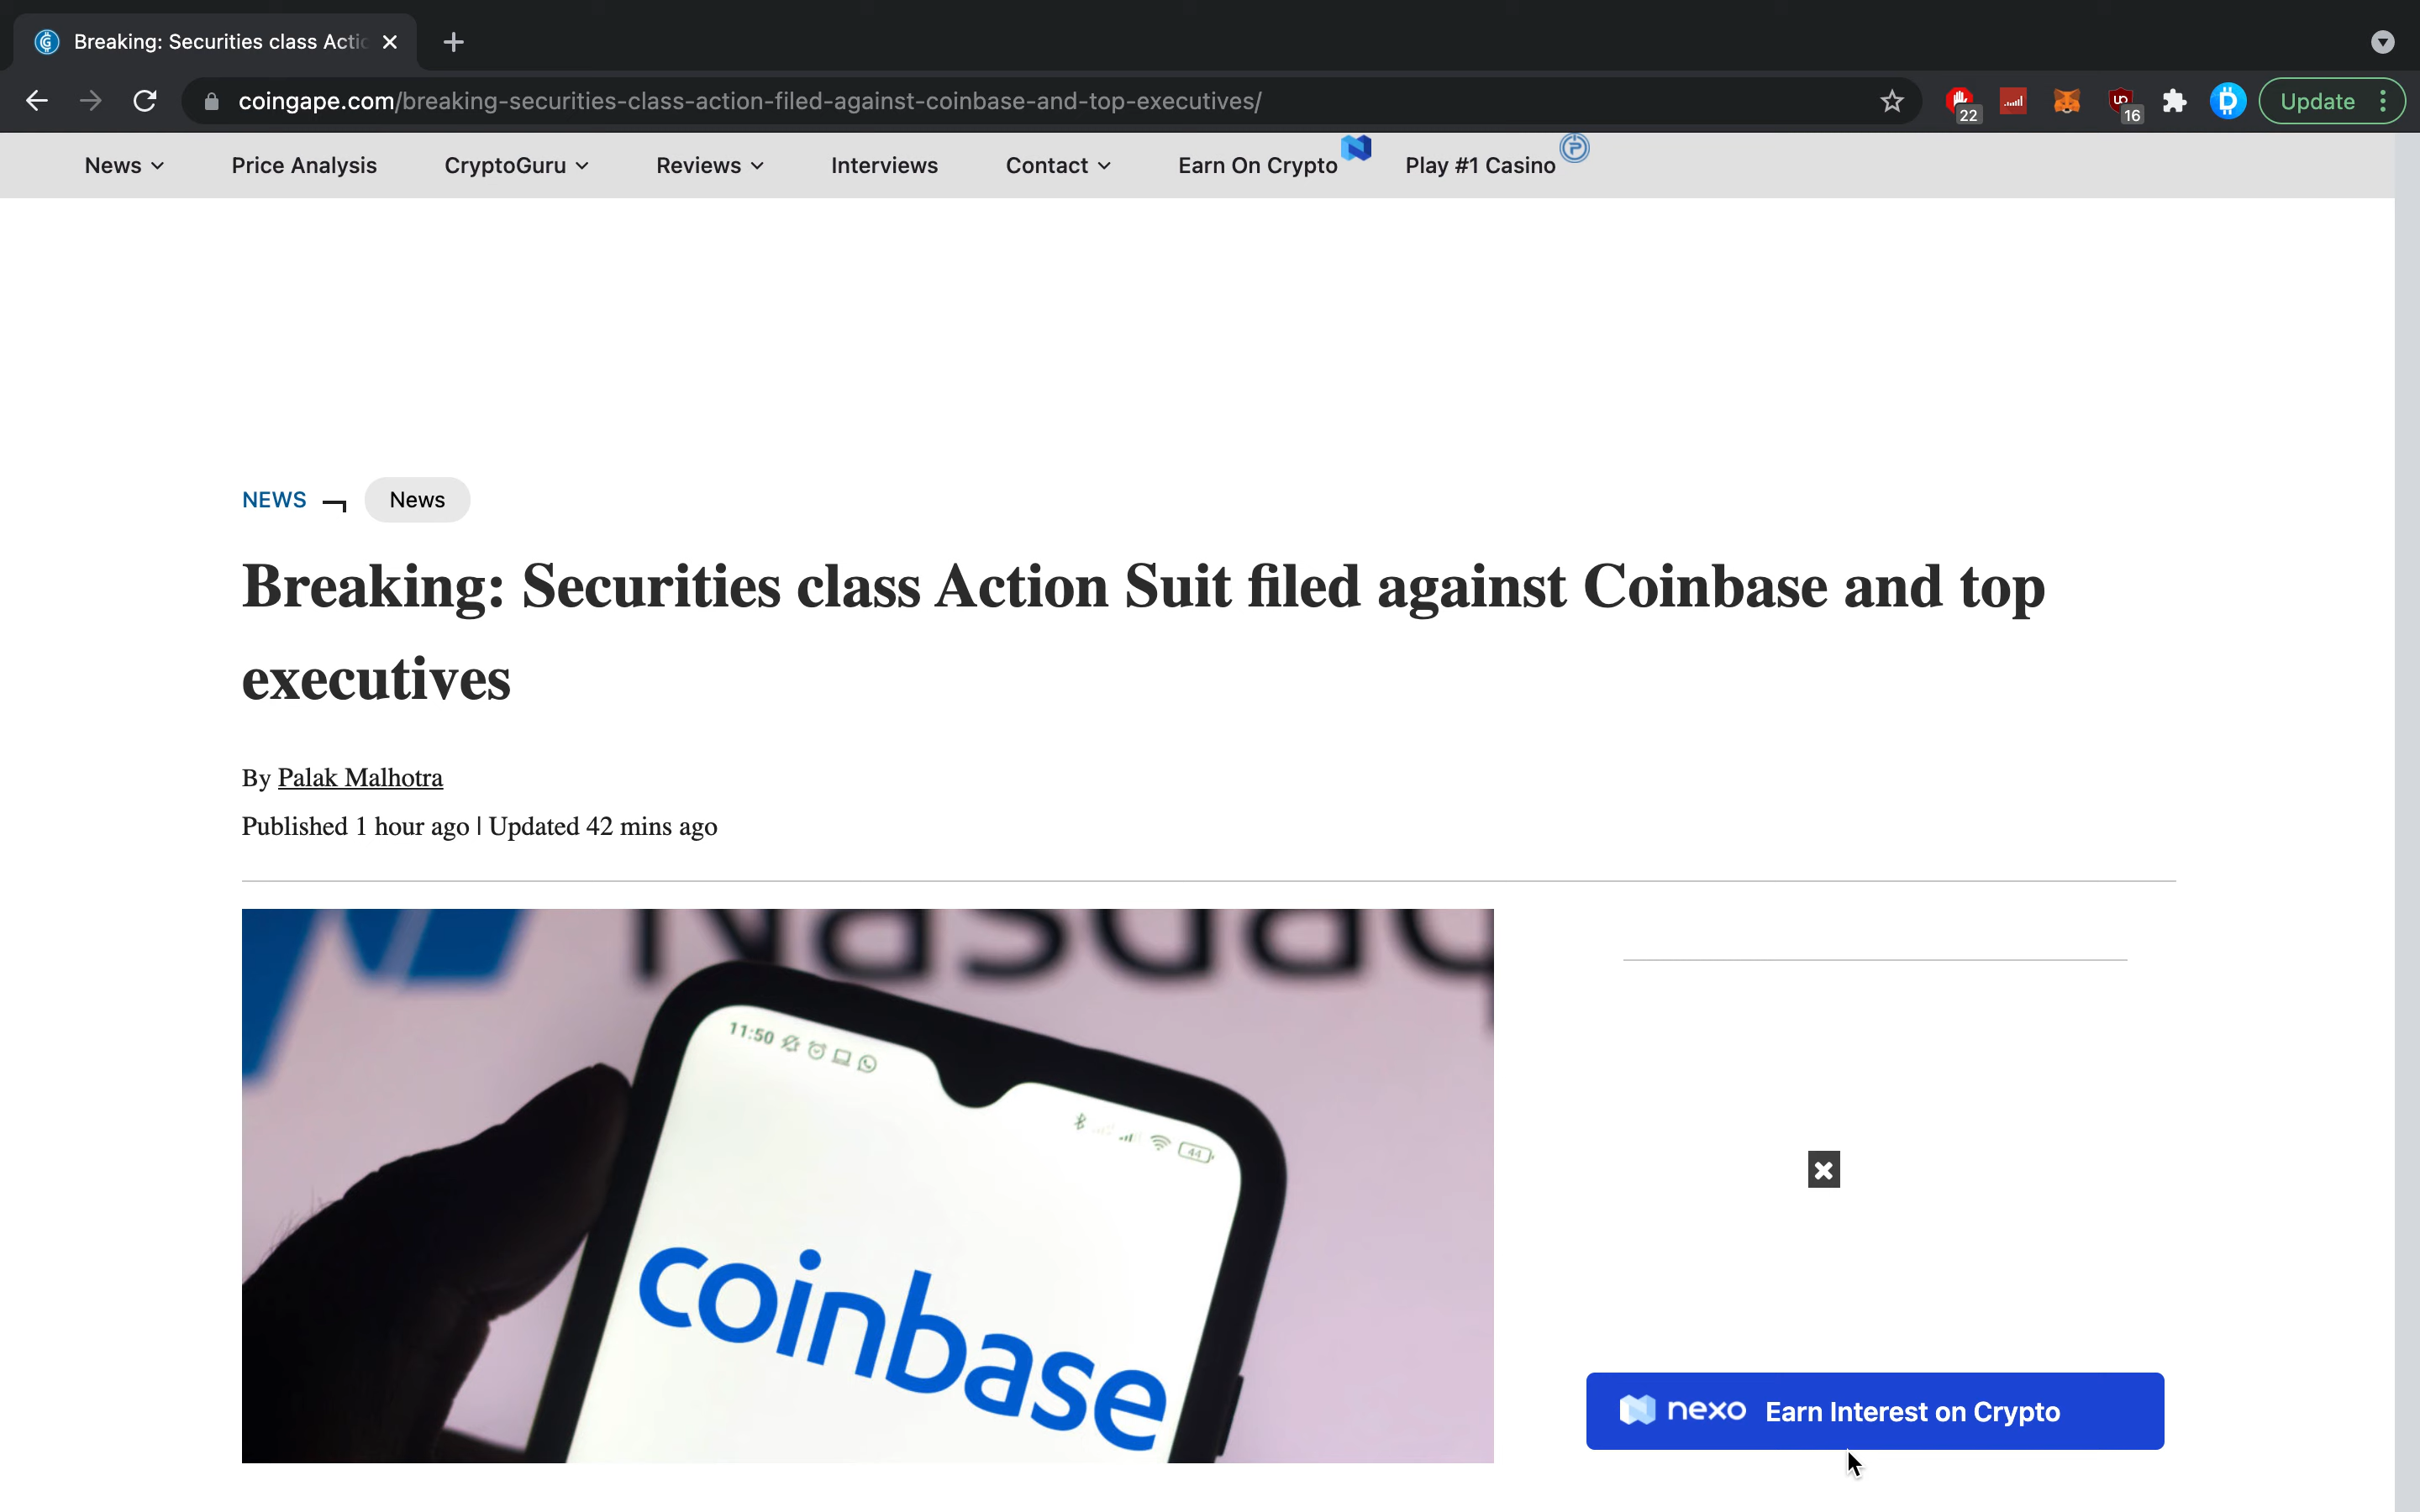 Breaking: Securities class Actic
coingape.com/breaking-securities-class-action-filed-against-coinbase-and-top-executives/
22
16
Update
News
Price Analysis
CryptoGuru
Reviews
Interviews
Contact
Earn On Crypto
Play #1 Casino
NEWS
News
Breaking: Securities class Action Suit filed against Coinbase and top
executives
By Palak Malhotra
Published 1 hour ago | Updated 42 mins ago
Nasdaq
11:50
44
coinbase
nexo Earn Interest on Crypto